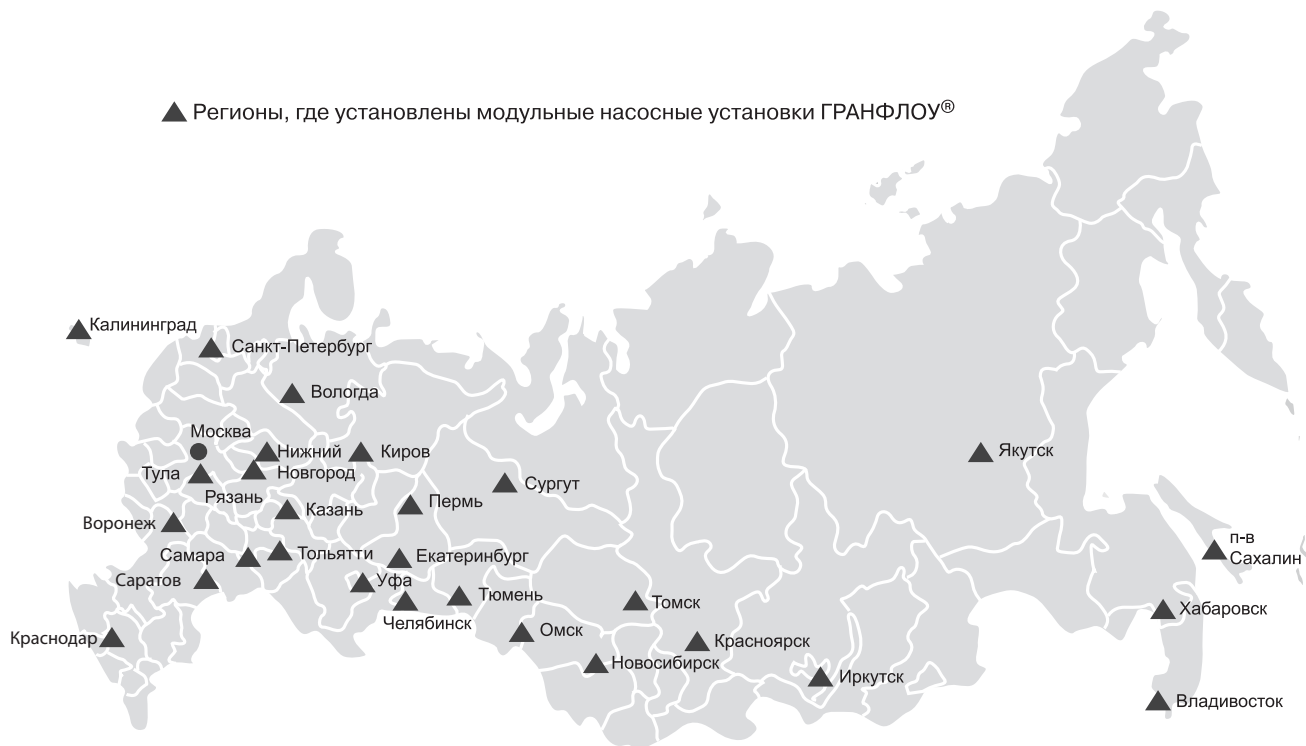 Регионы, где установлены модульные насосные установки ГРАНФЛОУ®
Калининград
Санкт-Петербург
Вологда
Москва
Нижний
Новгород
Киров
Якутск
Тула
Рязань
Сургут
Казань
Пермь
Воронеж
п-в
Сахалин
Самара
Тольятти
Екатеринбург
Саратов
Уфа
Тюмень
Челябинск
Томск
Хабаровск
Краснодар
Омск
Красноярск
Новосибирск
Иркутск
Владивосток